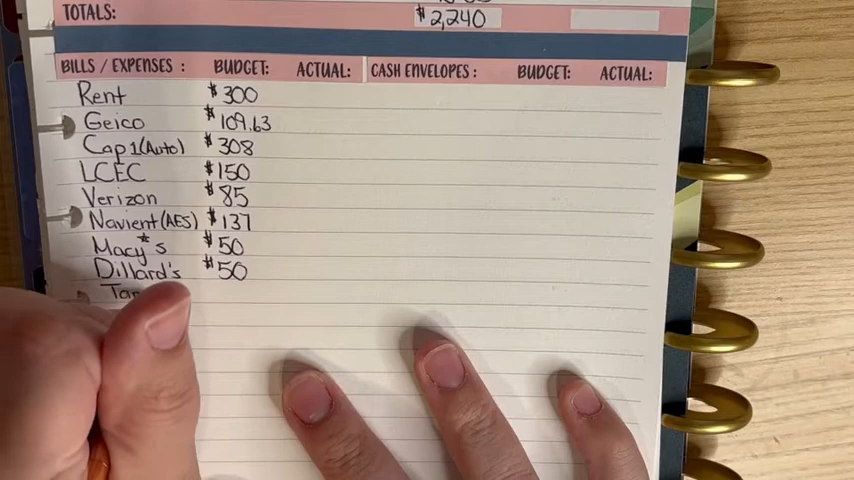 TOTALS: $2,240
BILLS / EXPENSES : BUDGET: ACTUAL: CASH ENVELOPES : BUDGET: ACTUAL:
Rent $300
Geico $109.63
Cap1(Auto) $308
LCEC $150
Verizon $85
Navient(AES) $137
Macy*s $50
Dillard's $50